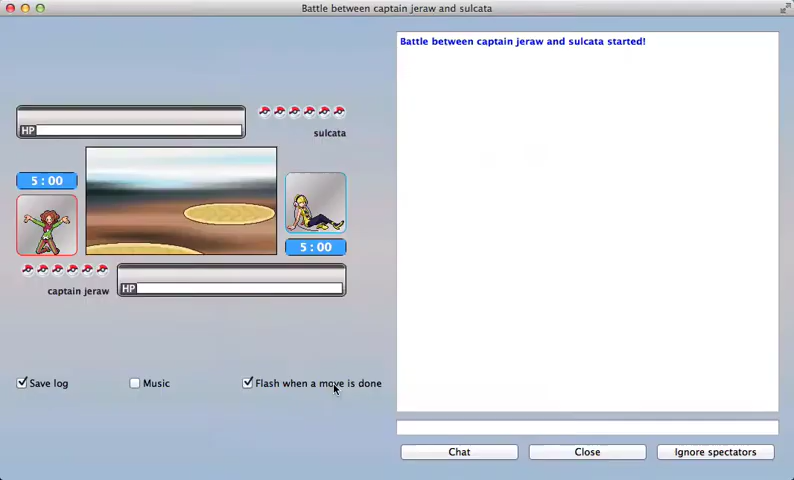 Battle between captain jeraw and sulcata
Battle between captain jeraw and sulcata started!
HP
sulcata
5:00
5:00
captain jeraw
HP
Save log
Music
Flash when a move is done
Chat
Close
Ignore spectators